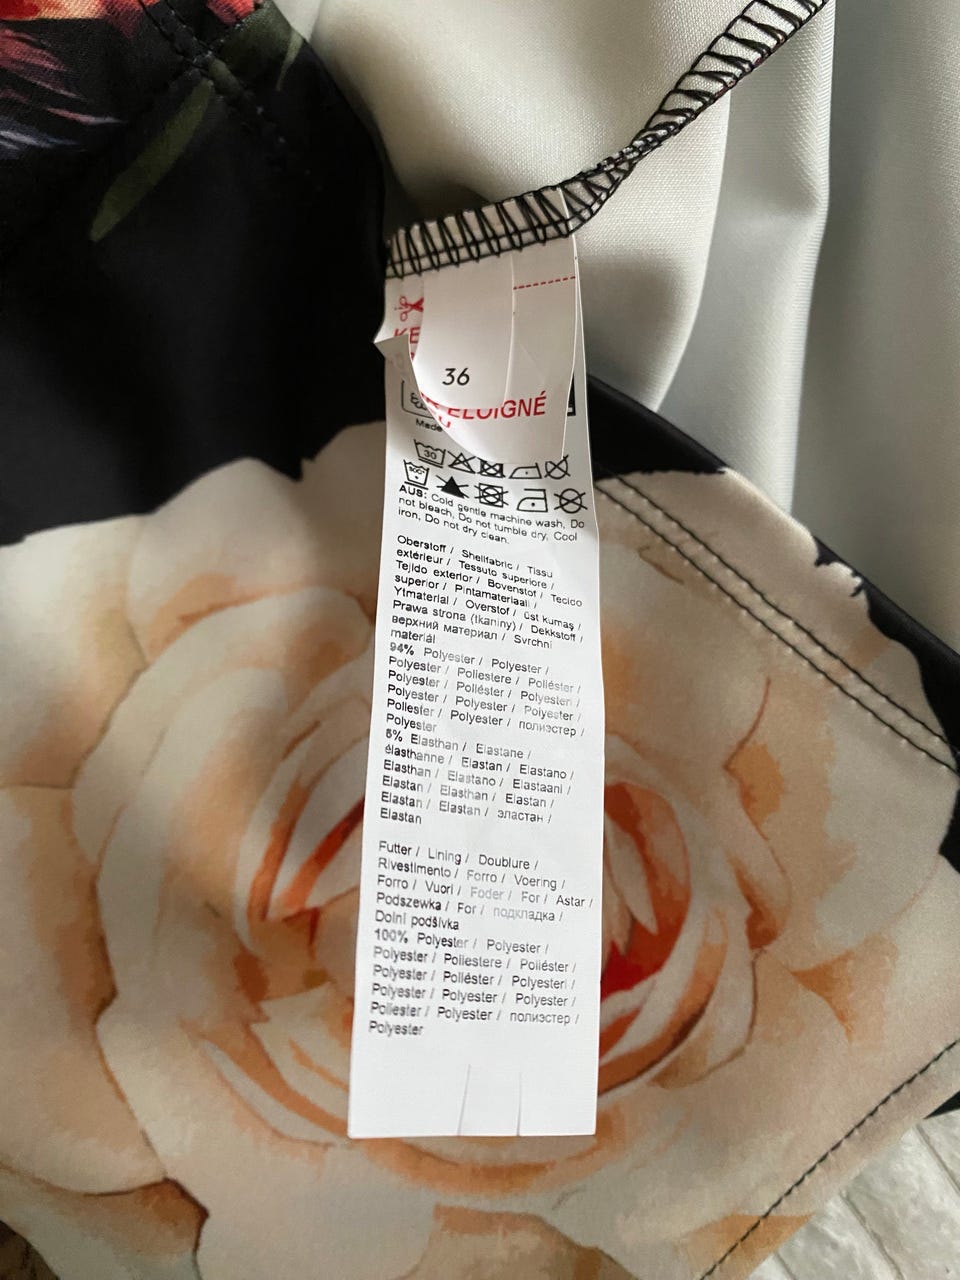 KE
36
ELOIGNÉ
Made
30
AUS: Cold gentle machine wash, Do
not bleach, Do not tumble dry, Cool
iron, Do not dry clean.
Oberstoff / Shellfabric / Tissu
extérieur / Tessuto superiore /
Tejido exterior / Bovenstof / Tecido
superior / Pintamateriaali /
Ytmaterial / Overstof / üst kumaş /
Prawa strona (tkaniny) / Dekkstoff /
верхний материал / Svrchni
materiál
94% Polyester / Polyester /
Polyester / Poliestere / Poliéster /
Polyester / Poliéster / Polyesteri /
Polyester / Polyester / Polyester /
Poliester / Polyester / полиэстер /
Polyester
6% Elasthan / Elastane /
élasthanne / Elastan / Elastano /
Elasthan / Elastano / Elastaani /
Elastan / Elasthan / Elastan /
Elastan / Elastan / эластан /
Elastan
Futter / Lining / Doublure /
Rivestimento / Forro / Voering /
Forro / Vuori / Foder / For / Astar /
Podszewka / For / подкладка /
Dolní podšívka
100% Polyester / Polyester /
Polyester / Poliestere / Poliéster /
Polyester / Poliéster / Polyesteri /
Polyester / Polyester / Polyester /
Poliester / Polyester / полиэстер /
Polyester